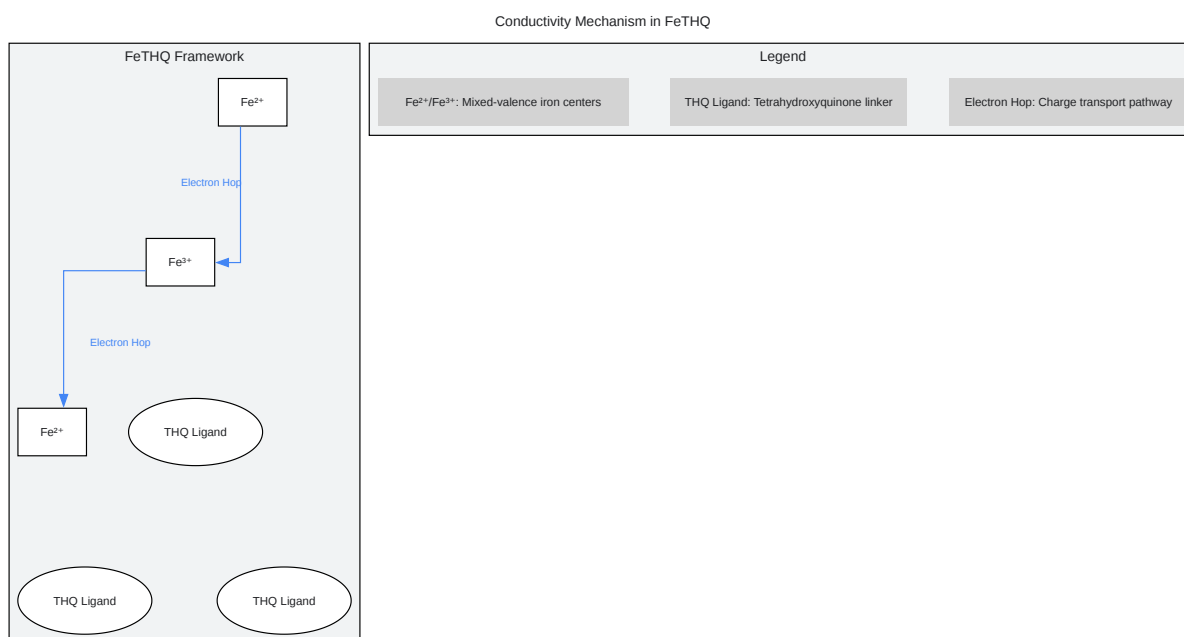 Conductivity Mechanism in FeTHQ
FeTHQ Framework
Fe²⁺
Electron Hop
Fe³⁺
Electron Hop
Fe²⁺
THQ Ligand
THQ Ligand
THQ Ligand
Legend
Fe²⁺/Fe³⁺: Mixed-valence iron centers
THQ Ligand: Tetrahydroxyquinone linker
Electron Hop: Charge transport pathway